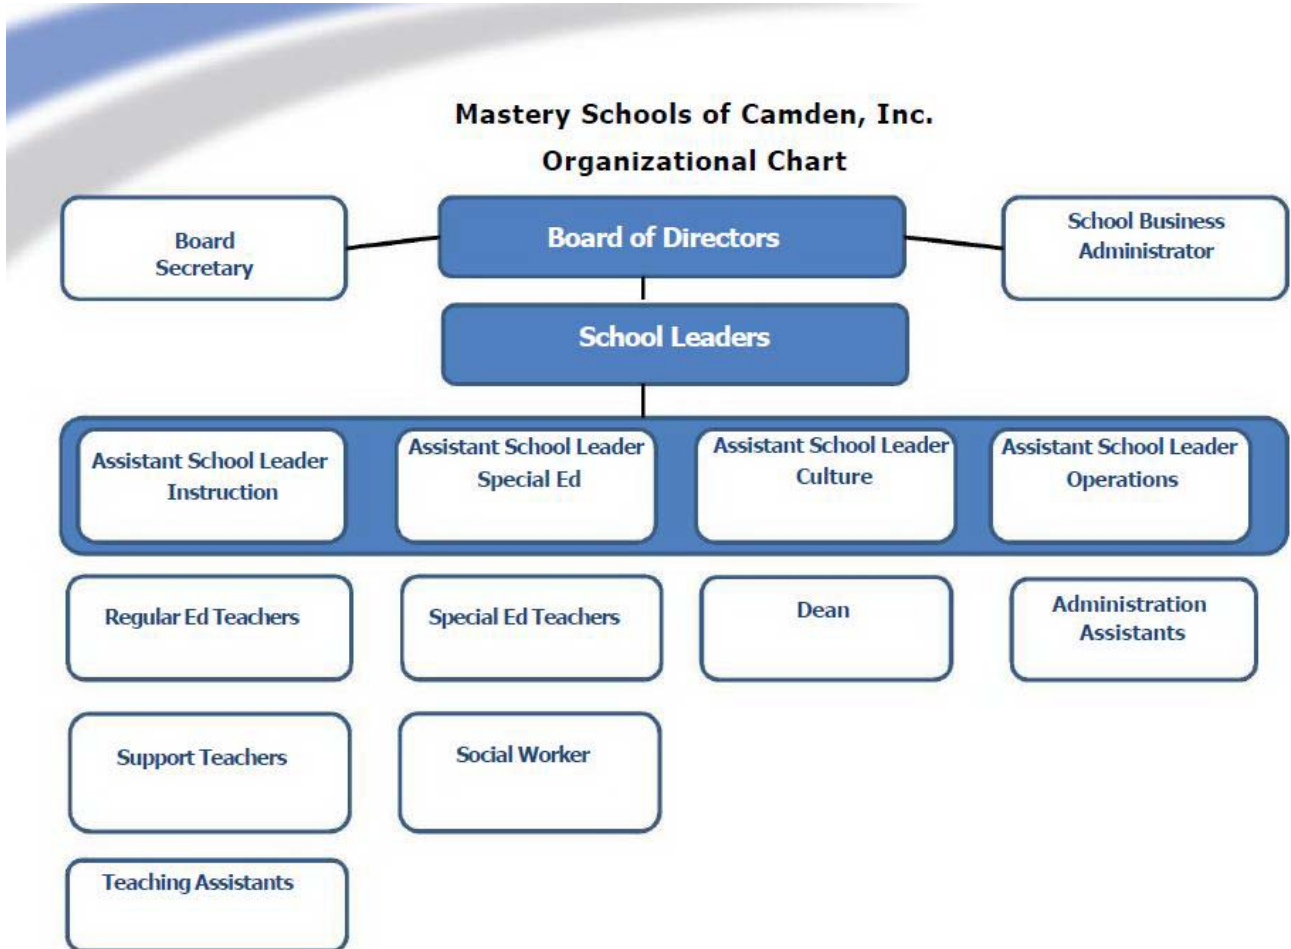 Mastery Schools of Camden, Inc.
Organizational Chart
Board
Secretary
Board of Directors
School Business
Administrator
School Leaders
Assistant School Leader
Instruction
Assistant School Leader
Special Ed
Assistant School Leader
Culture
Assistant School Leader
Operations
Regular Ed Teachers
Special Ed Teachers
Dean
Administration
Assistants
Support Teachers
Social Worker
Teaching Assistants